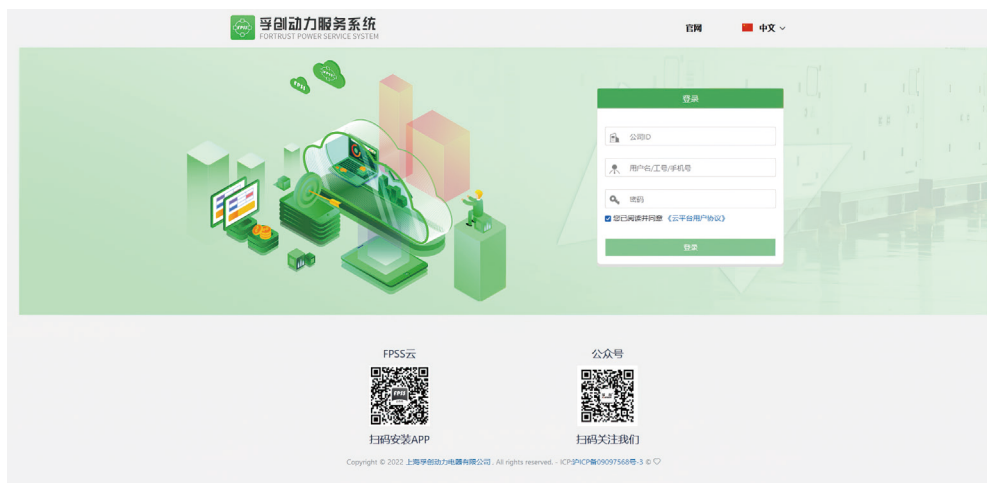 孚创动力服务系统
FORTRUST POWER SERVICE SYSTEM
官网
中文
FPSS
登录
公司ID
用户名/工号/手机号
密码
您已阅读并同意 《云平台用户协议》
登录
FPSS云
公众号
FPSS
扫码安装APP
扫码关注我们
Copyright © 2022 上海孚创动力电器有限公司 , All rights reserved. - ICP沪ICP备09097568号-3 ©